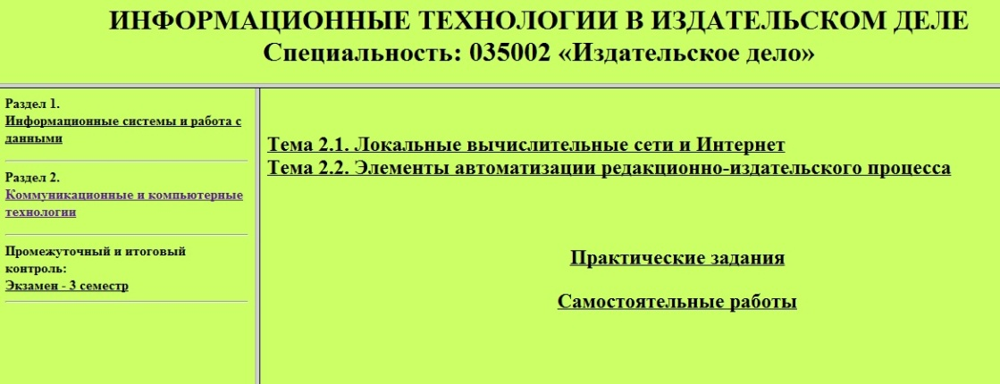 ИНФОРМАЦИОННЫЕ ТЕХНОЛОГИИ В ИЗДАТЕЛЬСКОМ ДЕЛЕ
Специальность: 035002 «Издательское дело»
Раздел 1.
Информационные системы и работа с
данными
Раздел 2.
Коммуникационные и компьютерные
технологии
Промежуточный и итоговый
контроль:
Экзамен - 3 семестр
Тема 2.1. Локальные вычислительные сети и Интернет
Тема 2.2. Элементы автоматизации редакционно-издательского процесса
Практические задания
Самостоятельные работы